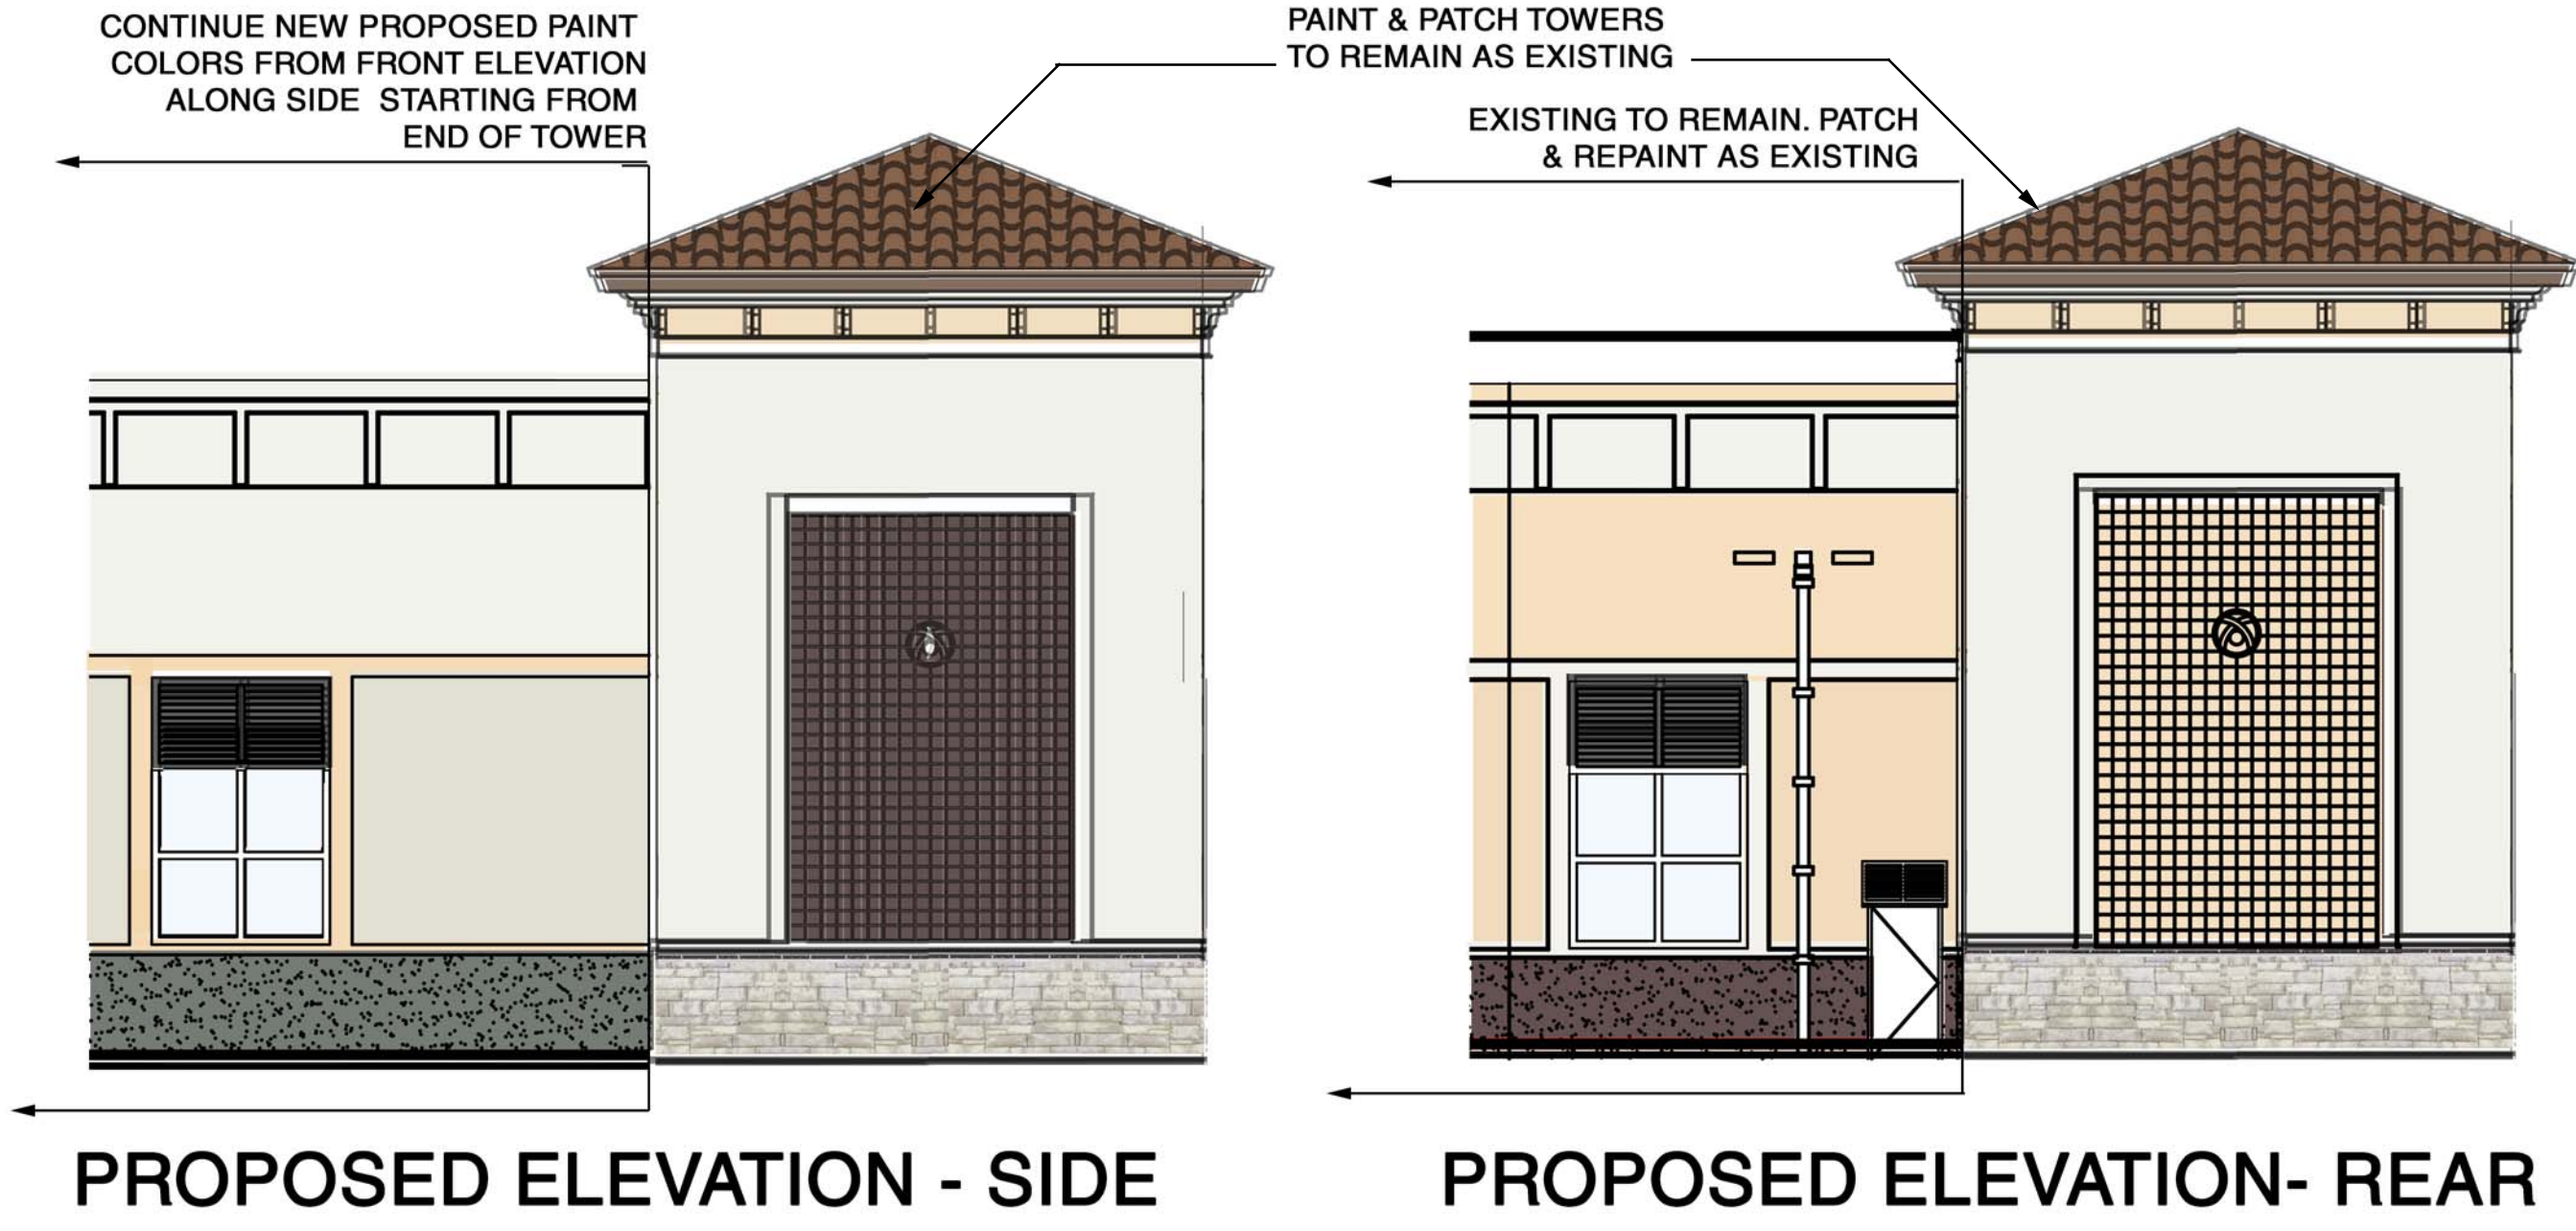 CONTINUE NEW PROPOSED PAINT
COLORS FROM FRONT ELEVATION
ALONG SIDE STARTING FROM
END OF TOWER
PAINT & PATCH TOWERS
TO REMAIN AS EXISTING
EXISTING TO REMAIN. PATCH
& REPAINT AS EXISTING
PROPOSED ELEVATION - SIDE
PROPOSED ELEVATION- REAR